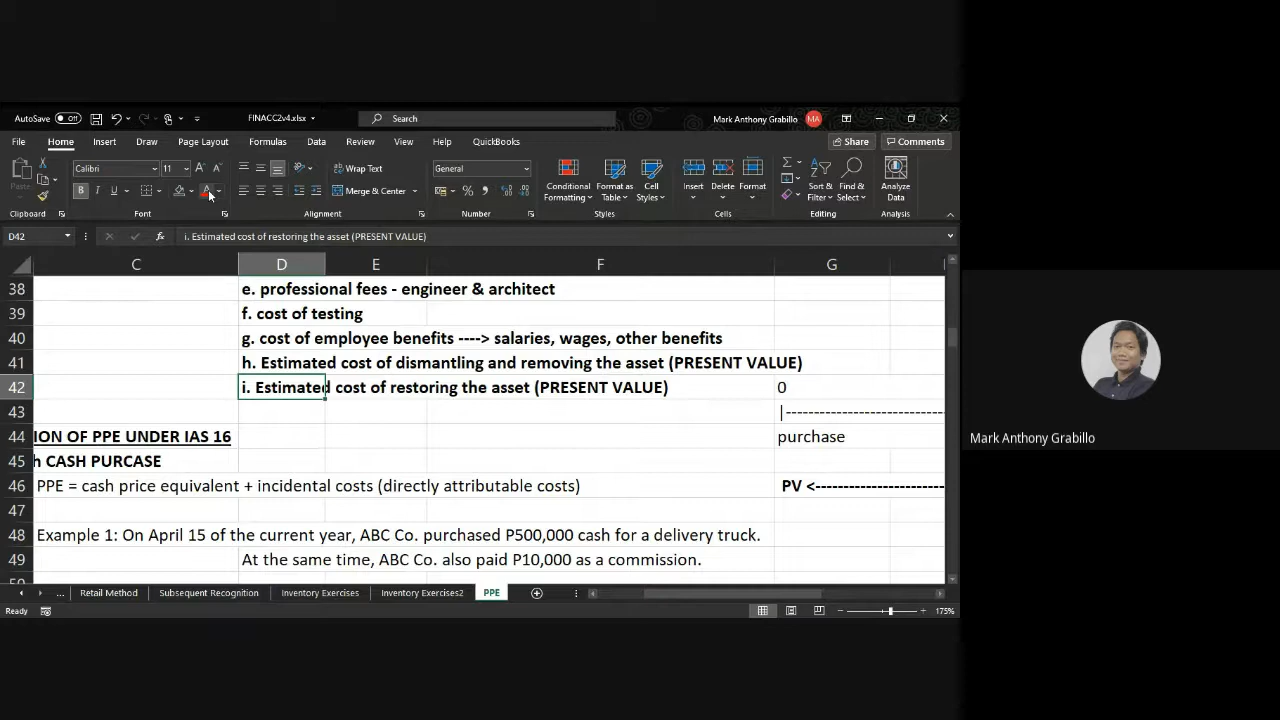 AutoSave Off FINACC2v4.xlsx Search Mark Anthony Grabillo MA
File Home Insert Draw Page Layout Formulas Data Review View Help QuickBooks Share Comments
Paste Calibri 11 A A Wrap Text General Conditional Formatting Format as Table Cell Styles Insert Delete Format Sort & Filter Find & Select Analyze Data
B I U A Merge & Center % ,
Clipboard Font Alignment Number Styles Cells Editing Analysis
D42 fx i. Estimated cost of restoring the asset (PRESENT VALUE)
C D E F G
38 e. professional fees - engineer & architect
39 f. cost of testing
40 g. cost of employee benefits ----> salaries, wages, other benefits
41 h. Estimated cost of dismantling and removing the asset (PRESENT VALUE)
42 i. Estimated cost of restoring the asset (PRESENT VALUE) 0
43 |-----------------------
44 ION OF PPE UNDER IAS 16 purchase
45 h CASH PURCASE
46 PPE = cash price equivalent + incidental costs (directly attributable costs) PV <-----------------------
47
48 Example 1: On April 15 of the current year, ABC Co. purchased P500,000 cash for a delivery truck.
49 At the same time, ABC Co. also paid P10,000 as a commission.
... Retail Method Subsequent Recognition Inventory Exercises Inventory Exercises2 PPE
Ready 175%
Mark Anthony Grabillo